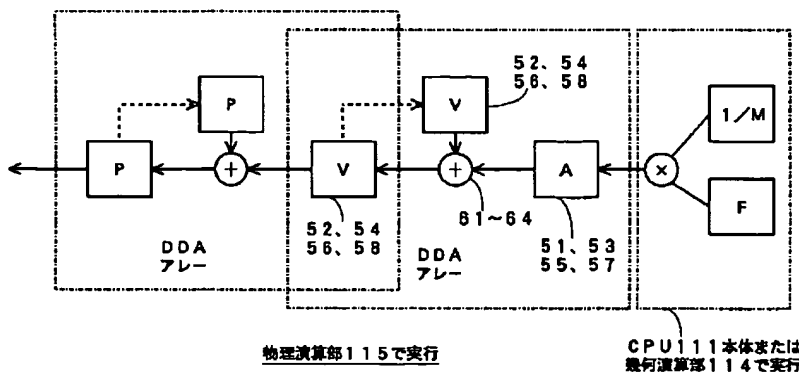 52、54
56、58
P
V
1/M
P
+
V
+
A
×
F
61~64
52、54
56、58
51、53
55、57
DDA
アレー
DDA
アレー
物理演算部115で実行
CPU111本体または
幾何演算部114で実行